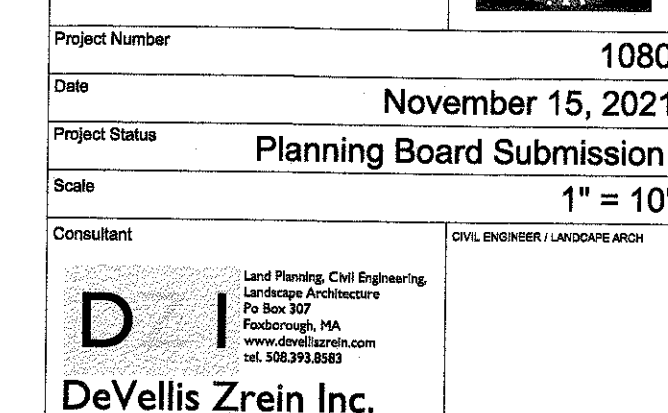 Project Number
1080
Date
November 15, 2021
Project Status
Planning Board Submission
Scale
1" = 10'
Consultant
CIVIL ENGINEER / LANDCAPE ARCH
D I
Land Planning, Civil Engineering,
Landscape Architecture
Po Box 307
Foxborough, MA
www.develliszrein.com
tel. 508.393.8583
DeVellis Zrein Inc.